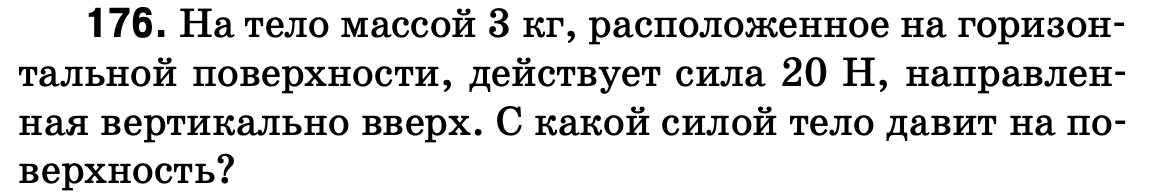 176. На тело массой 3 кг, расположенное на горизон-
тальной поверхности, действует сила 20 Н, направлен-
ная вертикально вверх. С какой силой тело давит на по-
верхность?